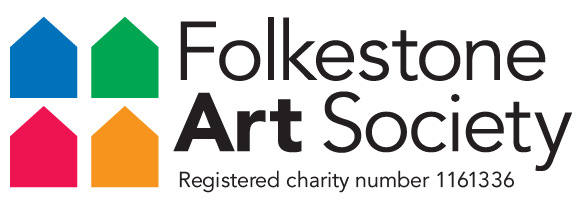 Folkestone
Art Society
Registered charity number 1161336